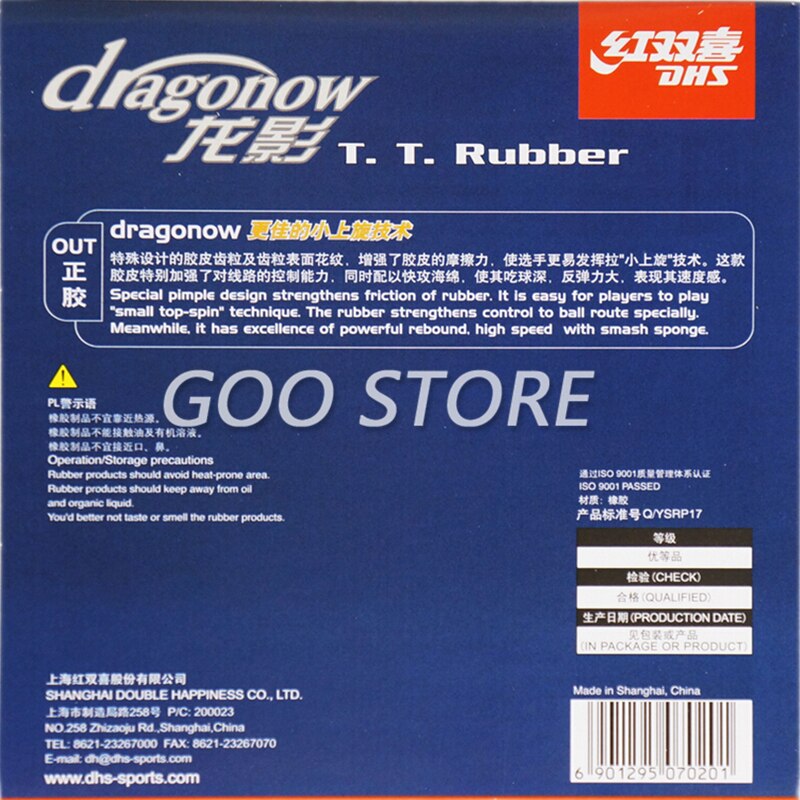 dragonow
龙影 T. T. Rubber
红双喜
DHS
OUT
正胶
dragonow 更佳的小上旋技术
特殊设计的胶皮齿粒及齿粒表面花纹，增强了胶皮的摩擦力，使选手更易发挥拉"小上旋"技术。这款
胶皮特别加强了对线路的控制能力，同时配以快攻海绵，使其吃球深，反弹力大，表现其速度感。
Special pimple design strengthens friction of rubber. It is easy for players to play
"small top-spin" technique. The rubber strengthens control to ball route specially.
Meanwhile, it has excellence of powerful rebound, high speed with smash sponge.
GOO STORE
PL警示语
橡胶制品不宜靠近热源。
橡胶制品不能接触油及有机溶液。
橡胶制品不宜接近口、鼻。
Operation/Storage precautions
Rubber products should avoid heat-prone area.
Rubber products should keep away from oil
and organic liquid.
You'd better not taste or smell the rubber products.
通过ISO 9001质量管理体系认证
ISO 9001 PASSED
材质：橡胶
产品标准号Q/YSRP17
等级
优等品
检验(CHECK)
合格(QUALIFIED)
生产日期(PRODUCTION DATE)
见包装或产品
(IN PACKAGE OR PRODUCT)
上海红双喜股份有限公司
SHANGHAI DOUBLE HAPPINESS CO., LTD.
上海市制造局路258号 P/C: 200023
NO.258 Zhizaoju Rd.,Shanghai,China
TEL: 8621-23267000 FAX: 8621-23267070
E-mail: dh@dhs-sports.com
www.dhs-sports.com
Made in Shanghai, China
6 901295 070201